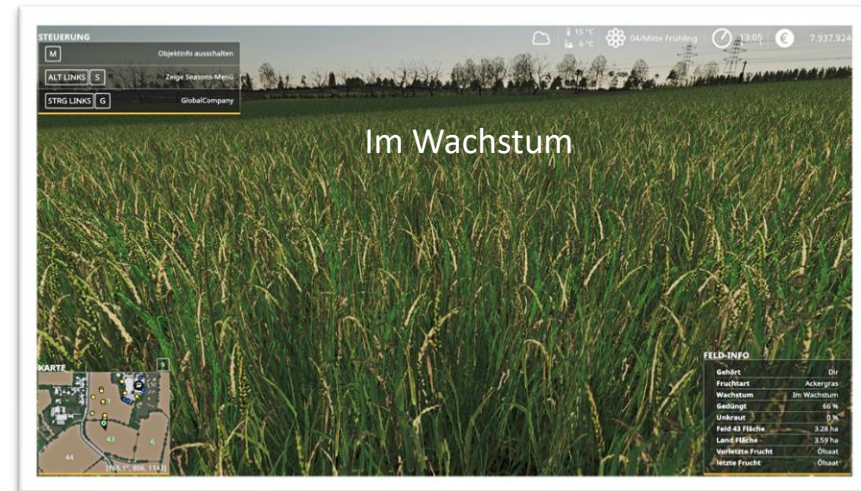 STEUERUNG
M Objektinfo ausschalten
ALT LINKS S Zeige Seasons-Menü
STRG LINKS G GlobalCompany
15 °C
6 °C
04/Mitte Frühling
13:05
7.937.924
Im Wachstum
KARTE
43
6
44
FELD-INFO
Gehört Dir
Fruchtart Ackergras
Wachstum Im Wachstum
Gedüngt 66 %
Unkraut 0 %
Feld 43 Fläche 3.28 ha
Land Fläche 3.59 ha
Vorletzte Frucht Ölsaat
letzte Frucht Ölsaat